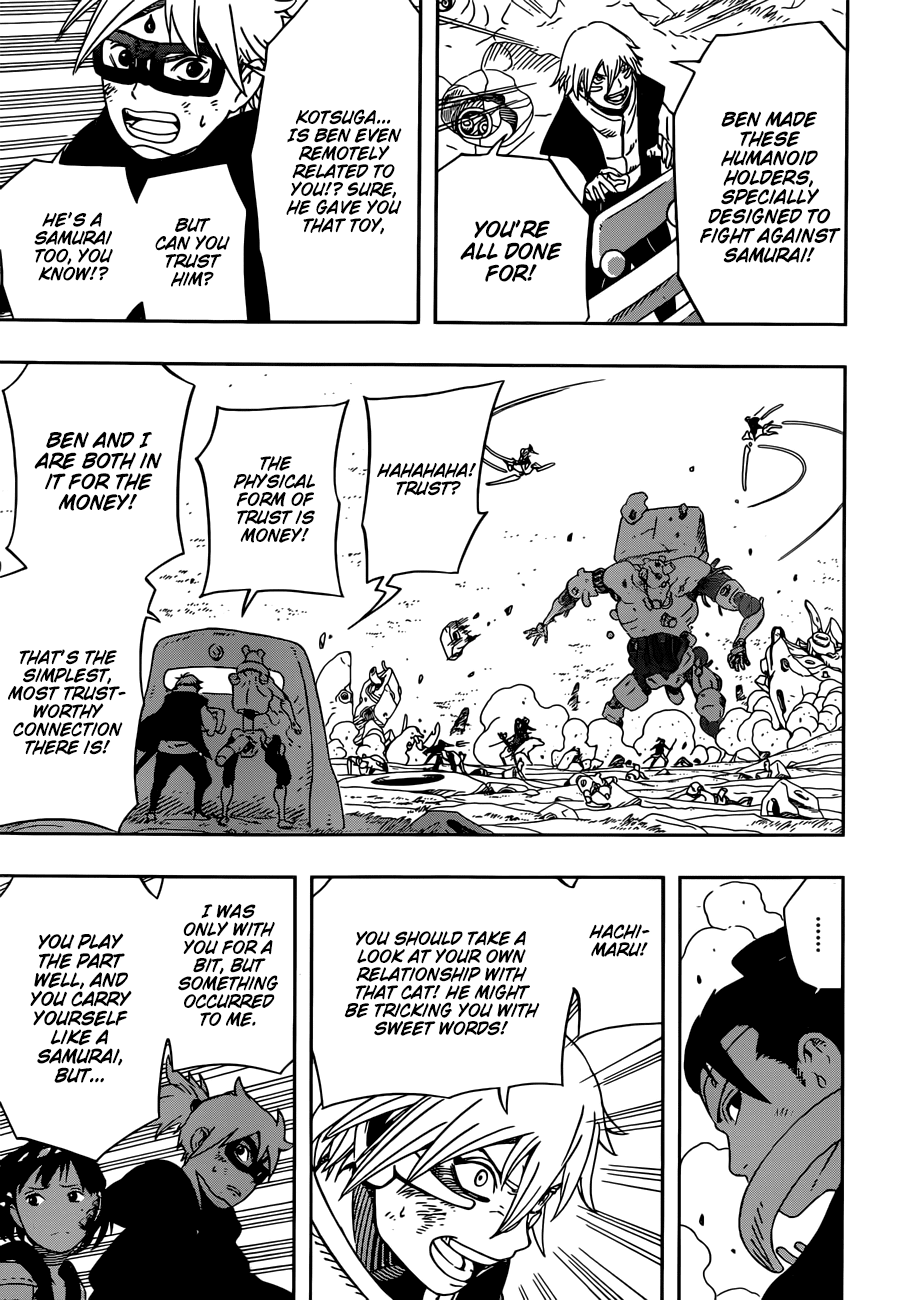 BEN MADE
THESE
HUMANOID
HOLDERS,
SPECIALLY
DESIGNED TO
FIGHT AGAINST
SAMURAI!
YOU'RE
ALL DONE
FOR!
KOTSUGA...
IS BEN EVEN
REMOTELY
RELATED TO
YOU!? SURE,
HE GAVE YOU
THAT TOY,
BUT
CAN YOU
TRUST
HIM?
HE'S A
SAMURAI
TOO, YOU
KNOW!?
HAHAHAHA!
TRUST?
THE
PHYSICAL
FORM OF
TRUST IS
MONEY!
BEN AND I
ARE BOTH IN
IT FOR THE
MONEY!
THAT'S THE
SIMPLEST,
MOST TRUST-
WORTHY
CONNECTION
THERE IS!
........
HACHI-
MARU!
YOU SHOULD TAKE A
LOOK AT YOUR OWN
RELATIONSHIP WITH
THAT CAT! HE MIGHT
BE TRICKING YOU WITH
SWEET WORDS!
I WAS
ONLY WITH
YOU FOR A
BIT, BUT
SOMETHING
OCCURRED
TO ME.
YOU PLAY
THE PART
WELL, AND
YOU CARRY
YOURSELF
LIKE A
SAMURAI,
BUT...